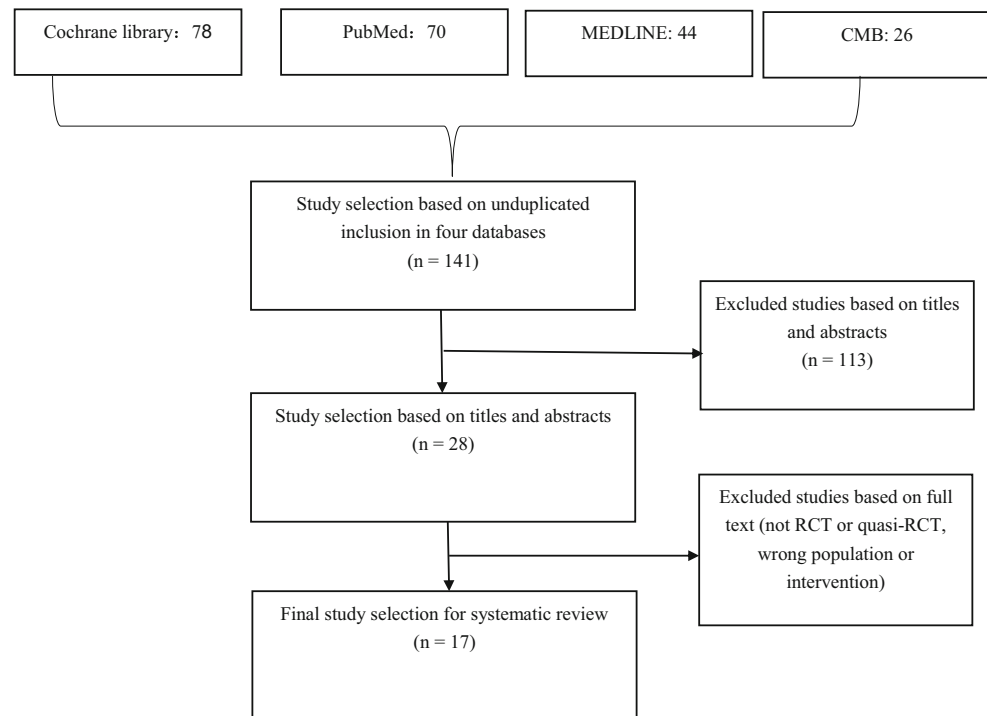 Cochrane library：78
PubMed: 70
MEDLINE: 44
CMB: 26
Study selection based on unduplicated
inclusion in four databases
(n = 141)
Excluded studies based on titles
and abstracts
(n = 113)
Study selection based on titles and abstracts
(n = 28)
Excluded studies based on full
text (not RCT or quasi-RCT,
wrong population or
intervention)
Final study selection for systematic review
(n = 17)